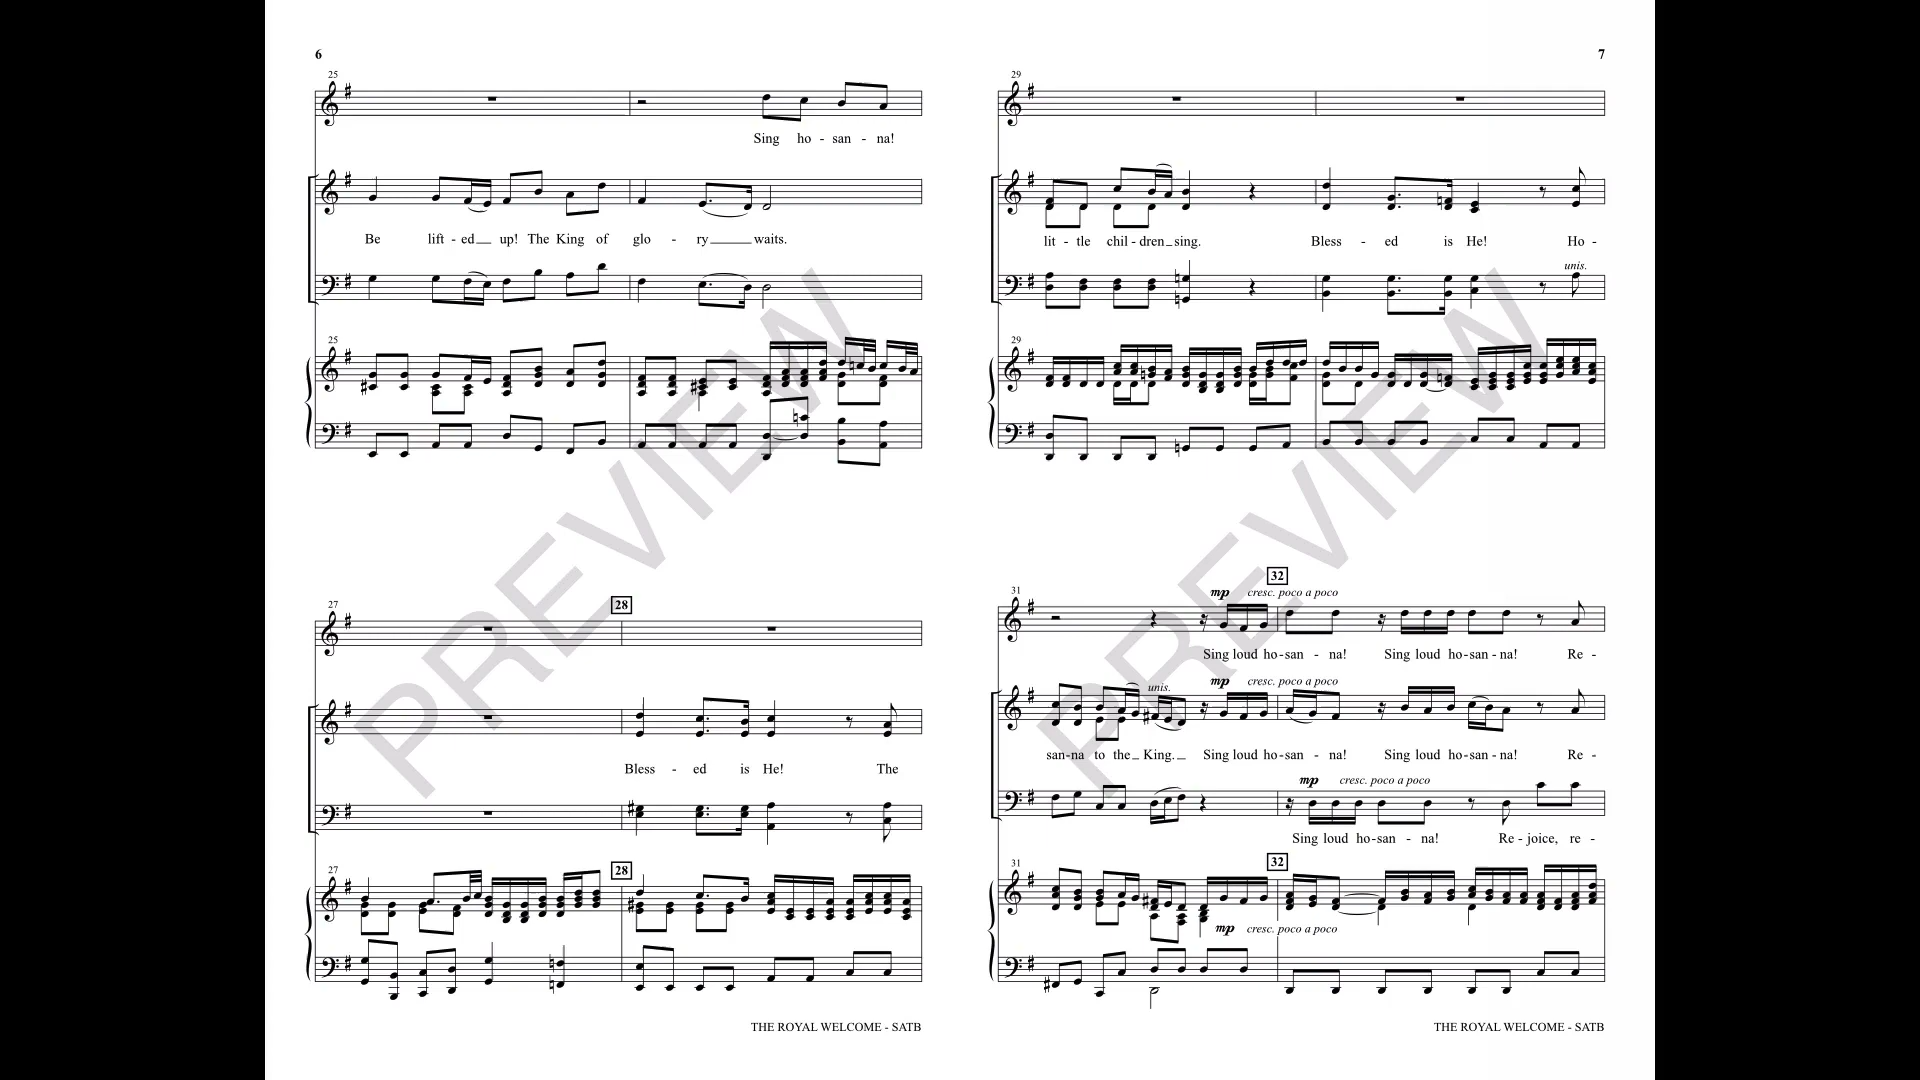 6
25
Sing ho - san - na!
Be lift - ed up! The King of glo - ry waits.
25
27
28
Bless - ed is He! The
27
28
THE ROYAL WELCOME - SATB
7
29
lit - tle chil - dren sing. Bless - ed is He! Ho -
unis.
29
31
32
mp cresc. poco a poco
Sing loud ho - san - na! Sing loud ho - san - na! Re -
unis. mp cresc. poco a poco
san - na to the King. Sing loud ho - san - na! Sing loud ho - san - na! Re -
mp cresc. poco a poco
Sing loud ho - san - na! Re - joice, re -
31
32
mp cresc. poco a poco
THE ROYAL WELCOME - SATB
PREVIEW
PREVIEW